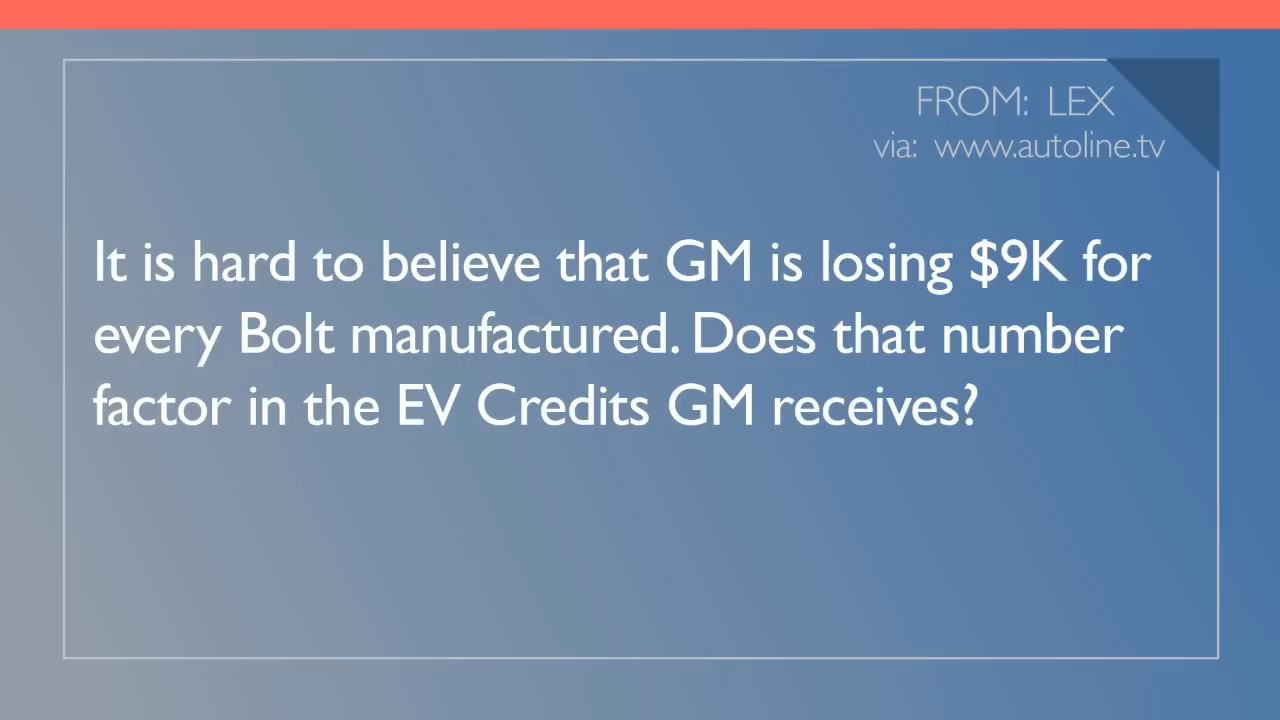 FROM: LEX
via: www.autoline.tv
It is hard to believe that GM is losing $9K for
every Bolt manufactured. Does that number
factor in the EV Credits GM receives?